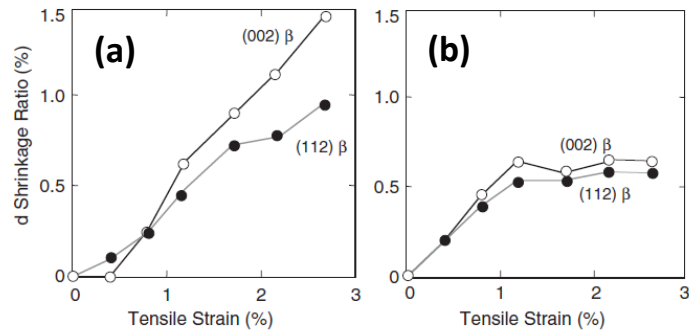 (a)
(002) β
(112) β
d Shrinkage Ratio (%)
1.5
1.0
0.5
0
0
1
2
3
Tensile Strain (%)
(b)
(002) β
(112) β
1.5
1.0
0.5
0
0
1
2
3
Tensile Strain (%)